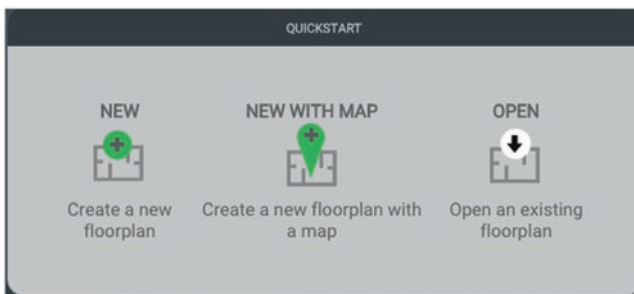 QUICKSTART
NEW
Create a new
floorplan
NEW WITH MAP
Create a new floorplan with
a map
OPEN
Open an existing
floorplan